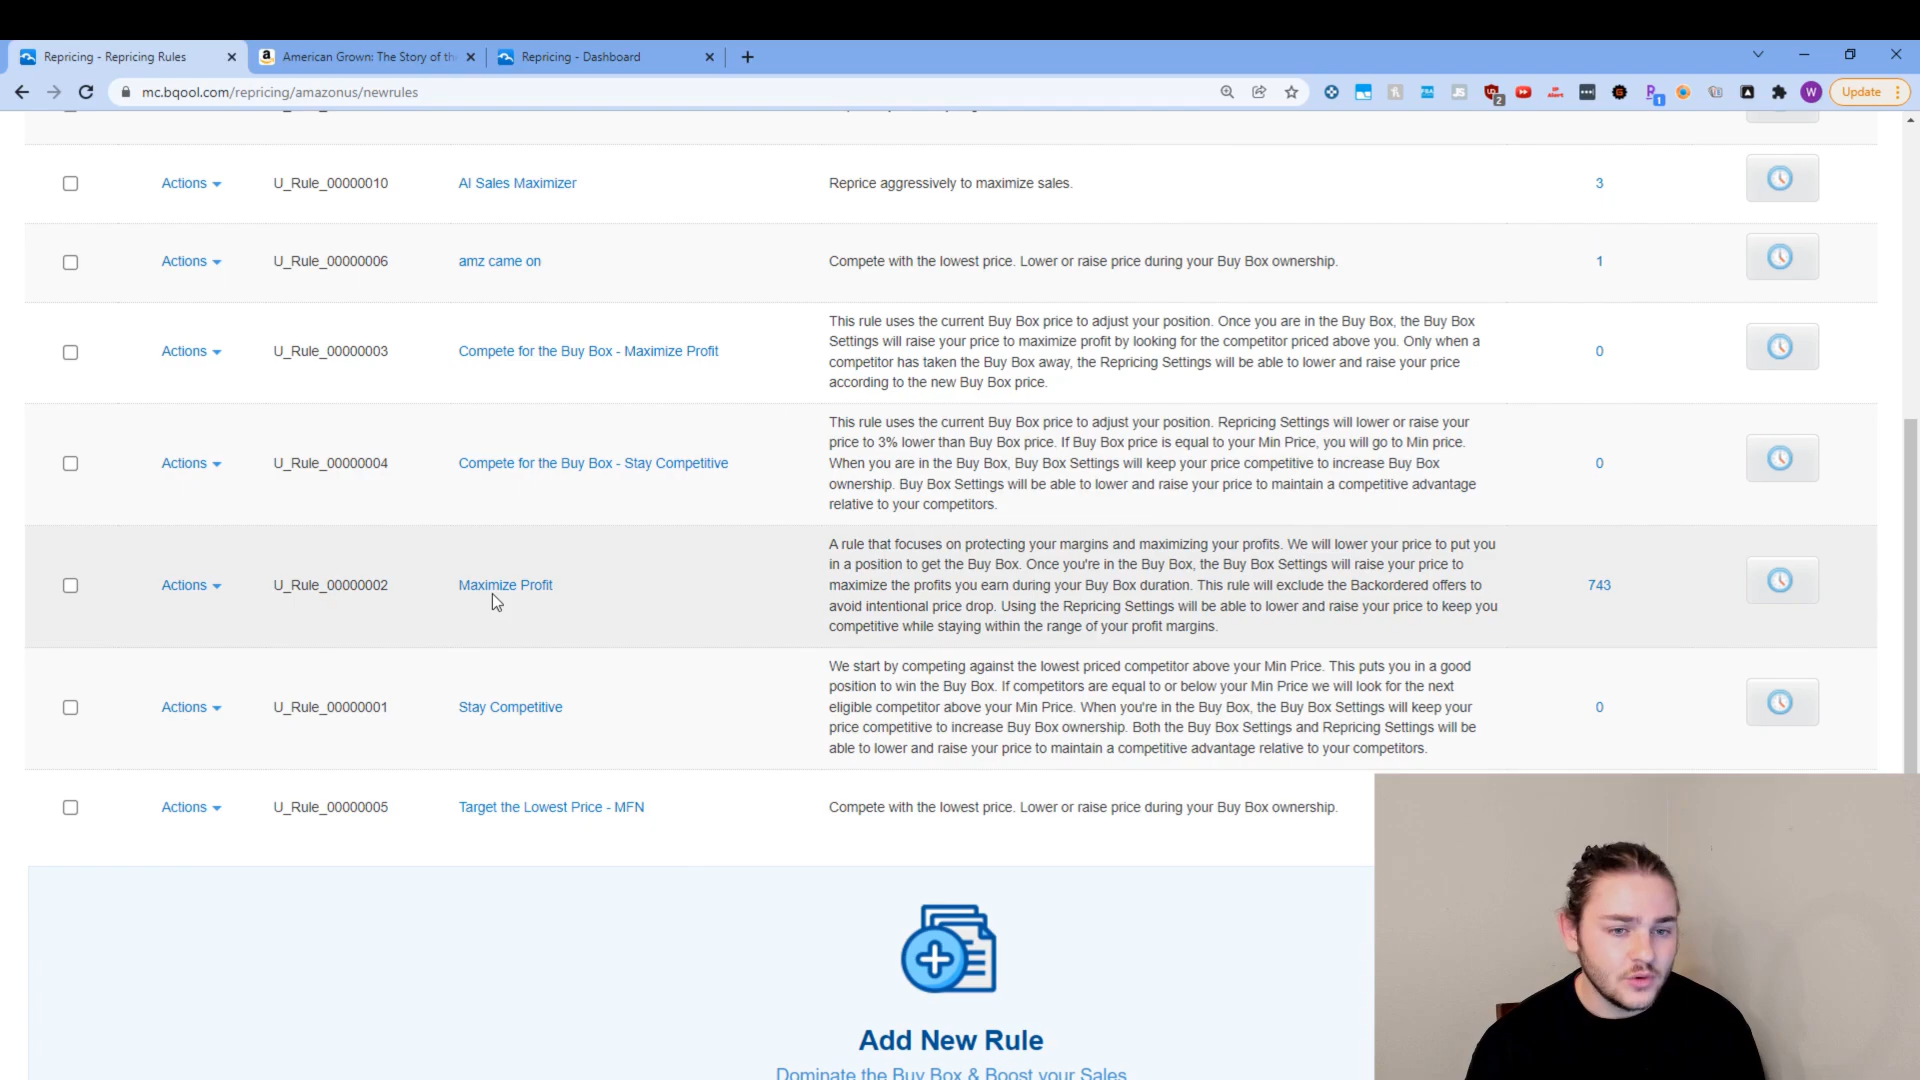 Repricing - Repricing Rules
American Grown: The Story of th
Repricing - Dashboard
mc.bqool.com/repricing/amazonus/newrules
Update
Actions U_Rule_00000010 AI Sales Maximizer Reprice aggressively to maximize sales. 3
Actions U_Rule_00000006 amz came on Compete with the lowest price. Lower or raise price during your Buy Box ownership. 1
Actions U_Rule_00000003 Compete for the Buy Box - Maximize Profit
This rule uses the current Buy Box price to adjust your position. Once you are in the Buy Box, the Buy Box
Settings will raise your price to maximize profit by looking for the competitor priced above you. Only when a
competitor has taken the Buy Box away, the Repricing Settings will be able to lower and raise your price
according to the new Buy Box price.
0
Actions U_Rule_00000004 Compete for the Buy Box - Stay Competitive
This rule uses the current Buy Box price to adjust your position. Repricing Settings will lower or raise your
price to 3% lower than Buy Box price. If Buy Box price is equal to your Min Price, you will go to Min price.
When you are in the Buy Box, Buy Box Settings will keep your price competitive to increase Buy Box
ownership. Buy Box Settings will be able to lower and raise your price to maintain a competitive advantage
relative to your competitors.
0
Actions U_Rule_00000002 Maximize Profit
A rule that focuses on protecting your margins and maximizing your profits. We will lower your price to put you
in a position to get the Buy Box. Once you're in the Buy Box, the Buy Box Settings will raise your price to
maximize the profits you earn during your Buy Box duration. This rule will exclude the Backordered offers to
avoid intentional price drop. Using the Repricing Settings will be able to lower and raise your price to keep you
competitive while staying within the range of your profit margins.
743
Actions U_Rule_00000001 Stay Competitive
We start by competing against the lowest priced competitor above your Min Price. This puts you in a good
position to win the Buy Box. If competitors are equal to or below your Min Price we will look for the next
eligible competitor above your Min Price. When you're in the Buy Box, the Buy Box Settings will keep your
price competitive to increase Buy Box ownership. Both the Buy Box Settings and Repricing Settings will be
able to lower and raise your price to maintain a competitive advantage relative to your competitors.
0
Actions U_Rule_00000005 Target the Lowest Price - MFN Compete with the lowest price. Lower or raise price during your Buy Box ownership.
Add New Rule
Dominate the Buy Box & Boost your Sales